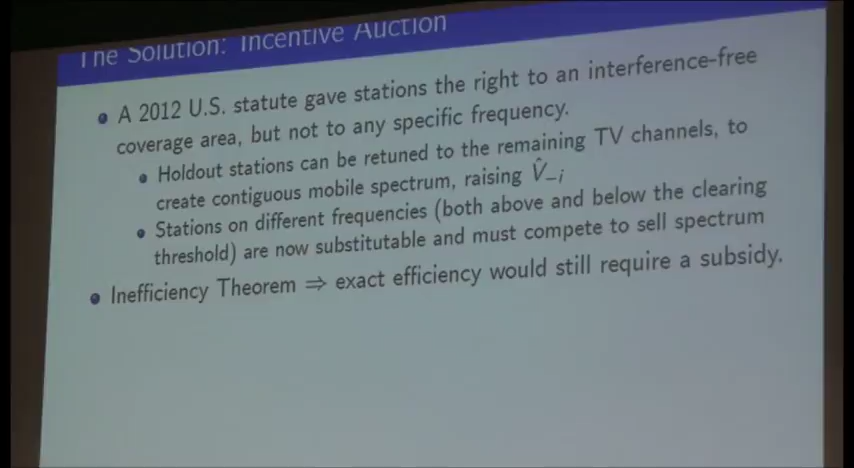 The Solution: Incentive Auction
• A 2012 U.S. statute gave stations the right to an interference-free
coverage area, but not to any specific frequency.
• Holdout stations can be retuned to the remaining TV channels, to
create contiguous mobile spectrum, raising V̂₋ᵢ
• Stations on different frequencies (both above and below the clearing
threshold) are now substitutable and must compete to sell spectrum
• Inefficiency Theorem ⇒ exact efficiency would still require a subsidy.